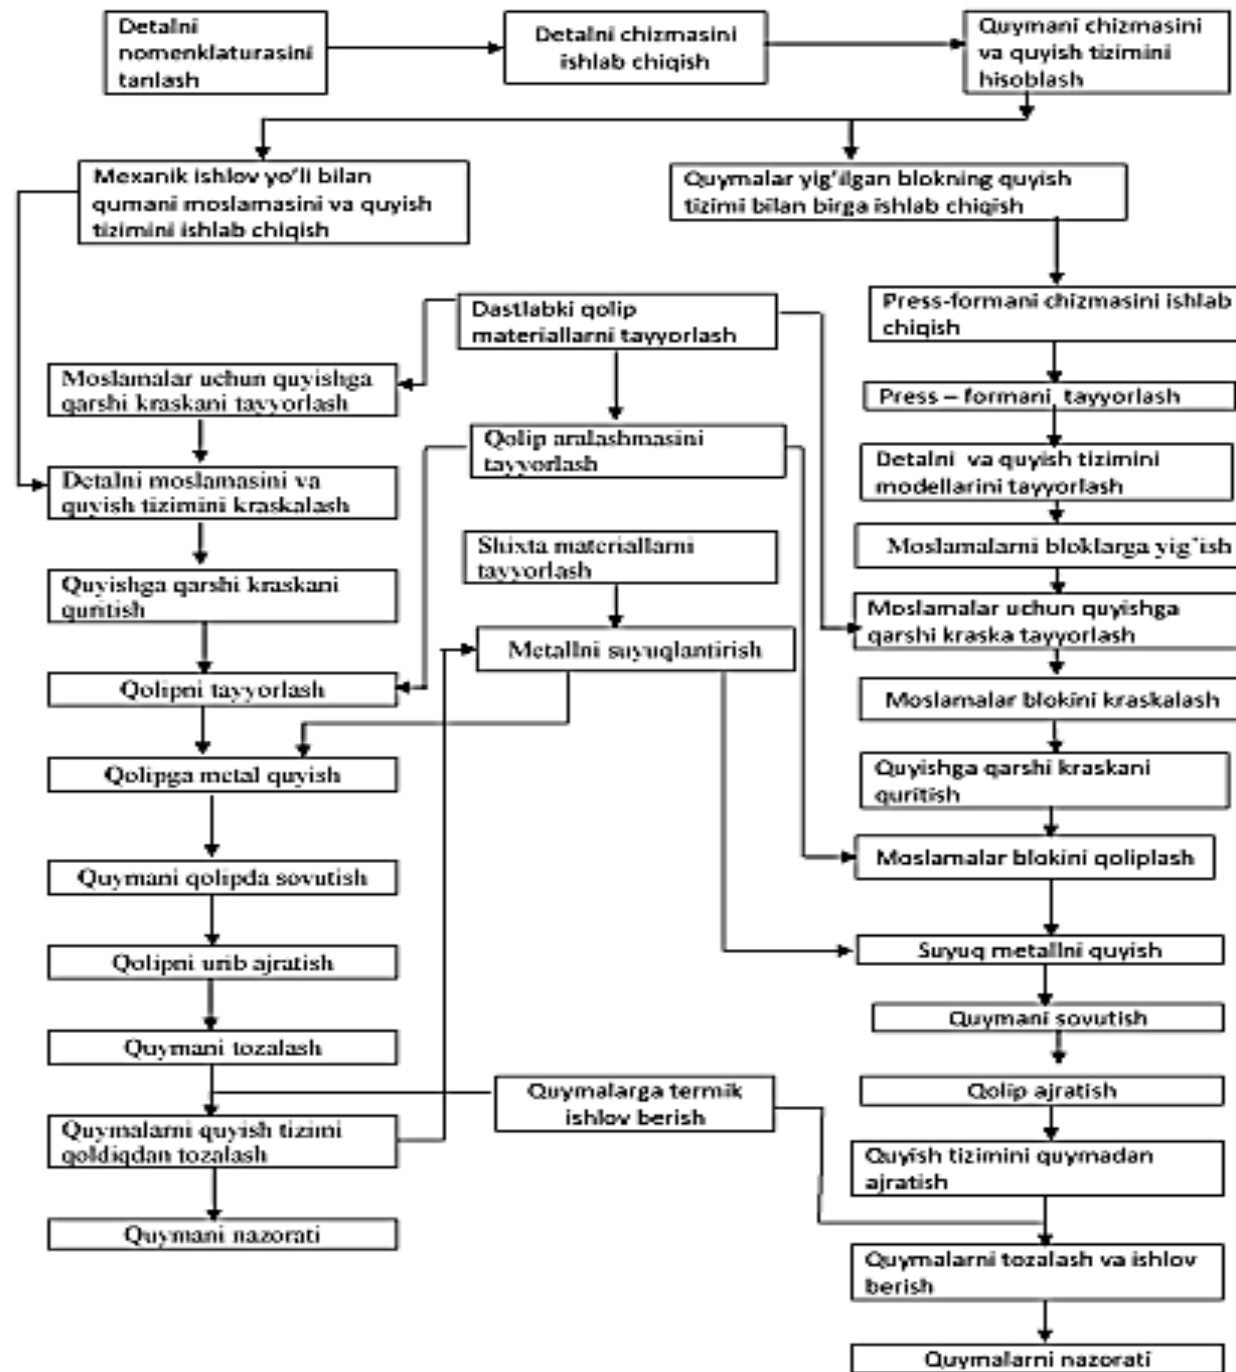 Detalni
nomenklaturasini
tanlash
Detalni chizmasini
ishlab chiqish
Quymani chizmasini
va quyish tizimini
hisoblash
Mexanik ishlov yo'li bilan
qumani moslamasini va quyish
tizimini ishlab chiqish
Quymalar yig'ilgan blokning quyish
tizimi bilan birga ishlab chiqish
Dastlabki qolip
materiallarni tayyorlash
Press-formani chizmasini ishlab
chiqish
Moslamalar uchun quyishga
qarshi kraskani tayyorlash
Press – formani tayyorlash
Qolip aralashmasini
tayyorlash
Detalni va quyish tizimini
modellarini tayyorlash
Detalni moslamasini va
quyish tizimini kraskalash
Shixta materiallarni
tayyorlash
Moslamalarni bloklarga yig'ish
Quyishga qarshi kraskani
quritish
Moslamalar uchun quyishga
qarshi kraska tayyorlash
Metallni suyuqlantirish
Qolipni tayyorlash
Moslamalar blokini kraskalash
Qolipga metal quyish
Quyishga qarshi kraskani
quritish
Quymani qolipda sovutish
Moslamalar blokini qoliplash
Qolipni urib ajratish
Suyuq metallni quyish
Quymani tozalash
Quymani sovutish
Quymalarga termik
ishlov berish
Qolip ajratish
Quymalarni quyish tizimi
qoldiqdan tozalash
Quyish tizimini quymadan
ajratish
Quymani nazorati
Quymalarni tozalash va ishlov
berish
Quymalarni nazorati